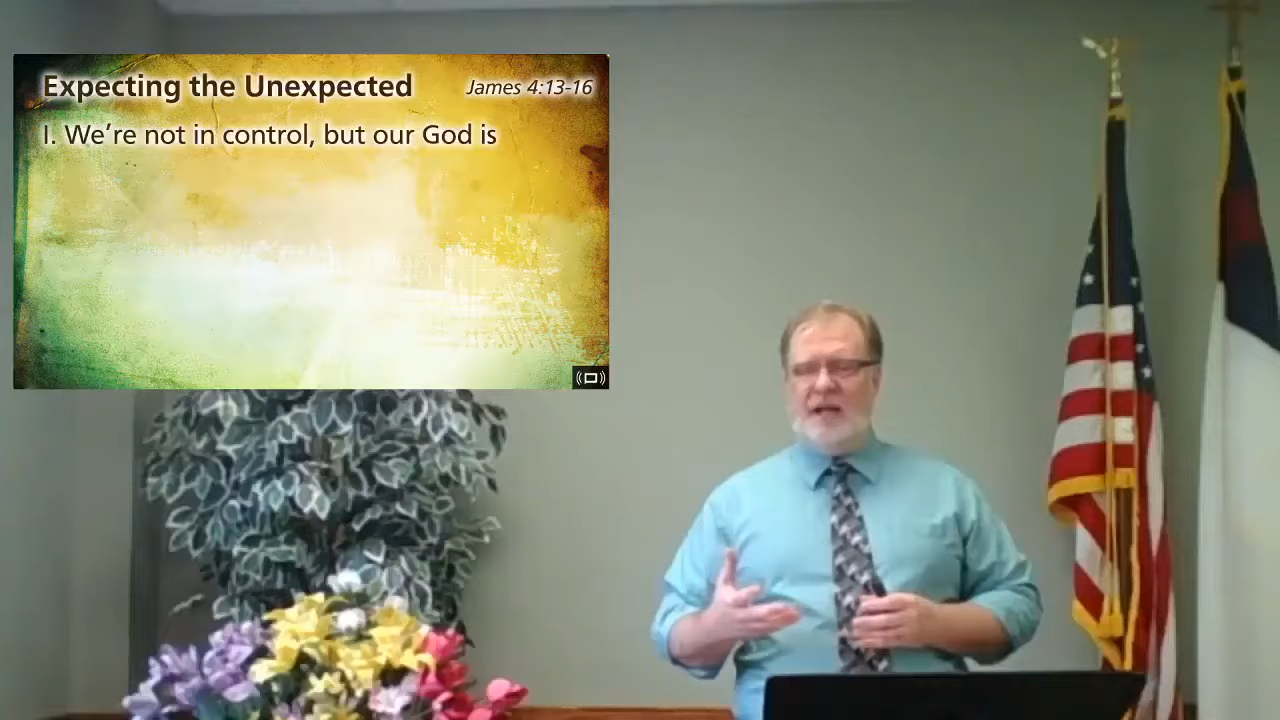 Expecting the Unexpected
James 4:13-16
I. We're not in control, but our God is